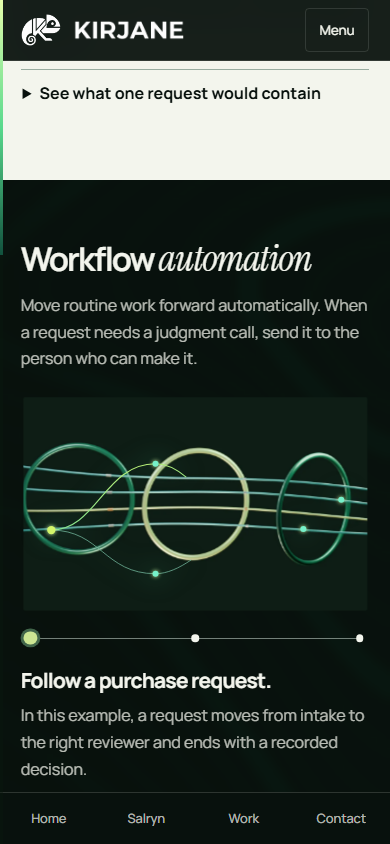 KIRJANE
Menu
See what one request would contain
Workflow automation
Move routine work forward automatically. When
a request needs a judgment call, send it to the
person who can make it.
Follow a purchase request.
In this example, a request moves from intake to
the right reviewer and ends with a recorded
decision.
Home
Salryn
Work
Contact